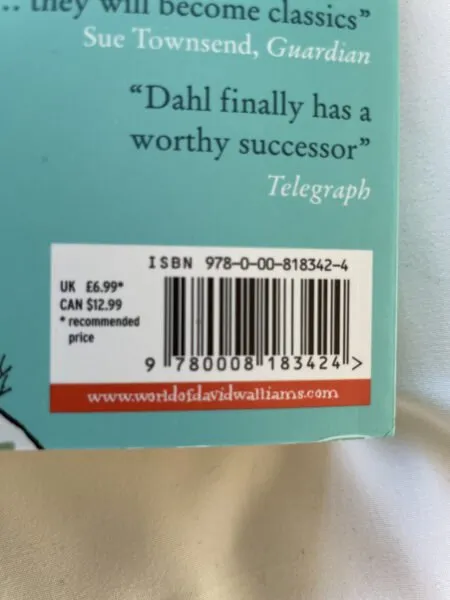 ... they will become classics”
Sue Townsend, Guardian
“Dahl finally has a
worthy successor”
Telegraph
ISBN 978-0-00-818342-4
UK £6.99*
CAN $12.99
* recommended
price
9 780008 183424 >
www.worldofdavidwalliams.com